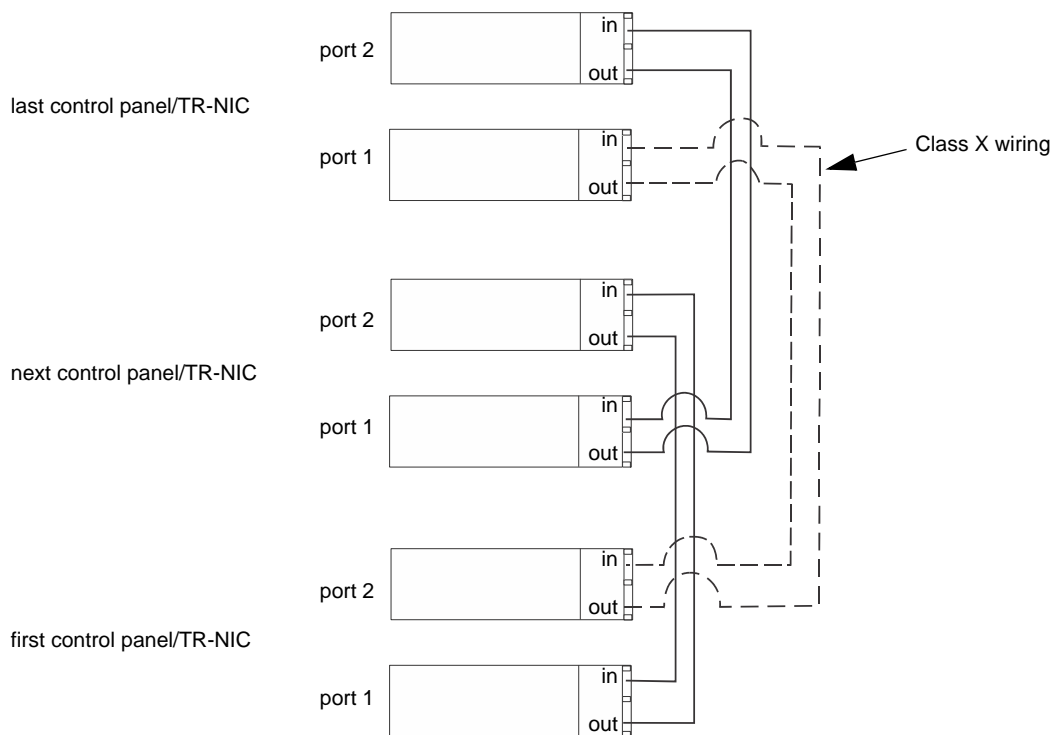 in
port 2
out
last control panel/TR-NIC
in
port 1
Class X wiring
out
in
port 2
out
next control panel/TR-NIC
in
port 1
out
in
port 2
out
first control panel/TR-NIC
in
port 1
out